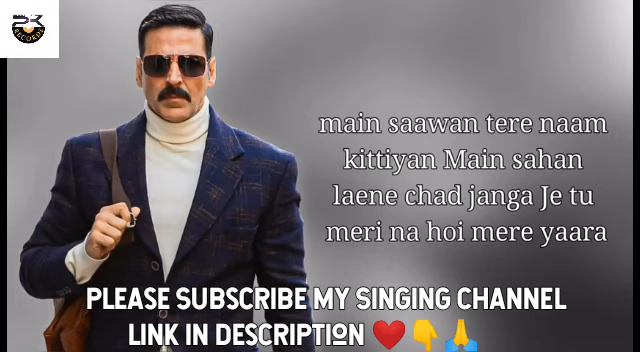 RECORDS
main saawan tere naam
kittiyan Main sahan
laene chad janga Je tu
meri na hoi mere yaara
PLEASE SUBSCRIBE MY SINGING CHANNEL
LINK IN DESCRIPTION ❤️👇🙏